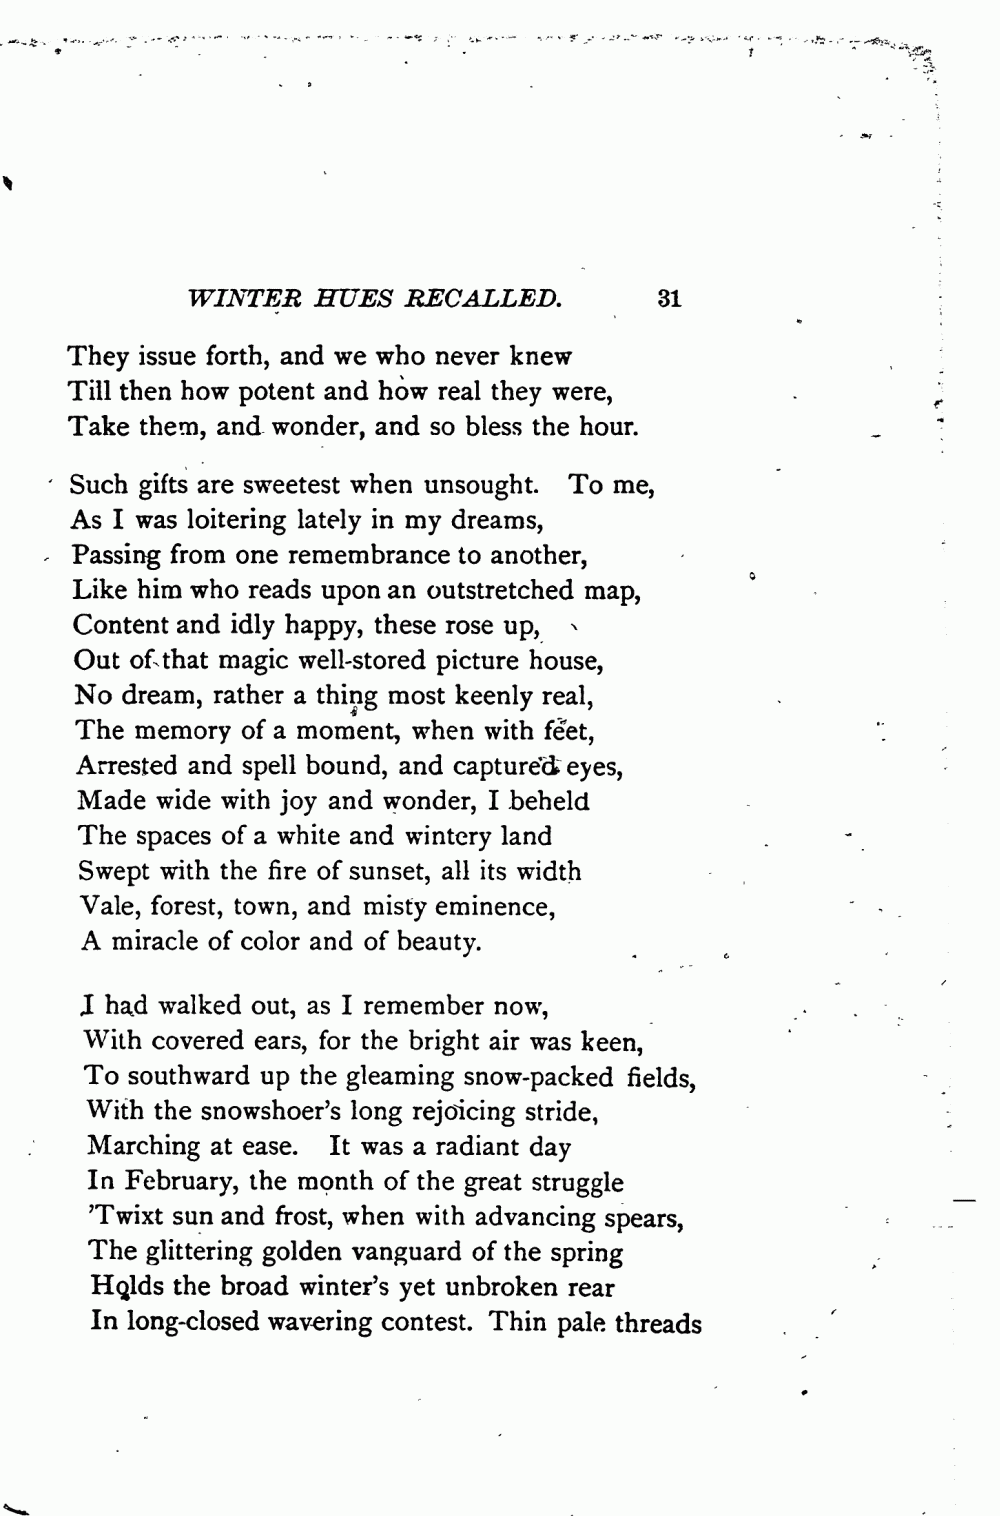 WINTER HUES RECALLED. 31
They issue forth, and we who never knew
Till then how potent and how real they were,
Take them, and wonder, and so bless the hour.
Such gifts are sweetest when unsought. To me,
As I was loitering lately in my dreams,
Passing from one remembrance to another,
Like him who reads upon an outstretched map,
Content and idly happy, these rose up,
Out of that magic well-stored picture house,
No dream, rather a thing most keenly real,
The memory of a moment, when with feet,
Arrested and spell bound, and captured eyes,
Made wide with joy and wonder, I beheld
The spaces of a white and wintery land
Swept with the fire of sunset, all its width
Vale, forest, town, and misty eminence,
A miracle of color and of beauty.
I had walked out, as I remember now,
With covered ears, for the bright air was keen,
To southward up the gleaming snow-packed fields,
With the snowshoer's long rejoicing stride,
Marching at ease. It was a radiant day
In February, the month of the great struggle
'Twixt sun and frost, when with advancing spears,
The glittering golden vanguard of the spring
Holds the broad winter's yet unbroken rear
In long-closed wavering contest. Thin pale threads